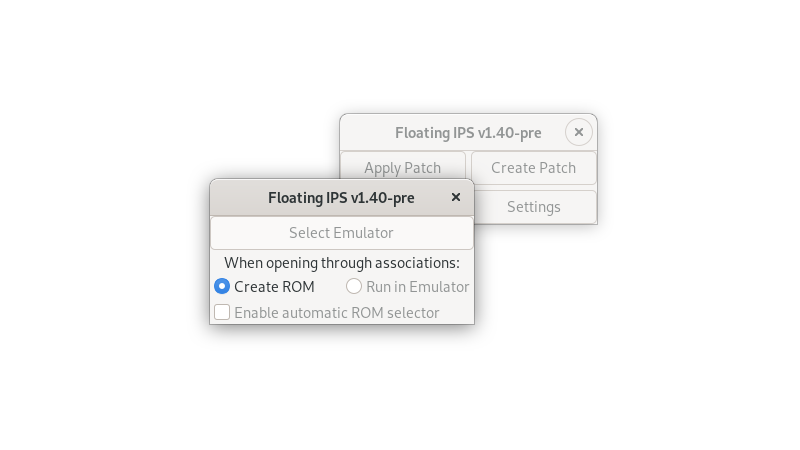 Floating IPS v1.40-pre
Apply Patch
Create Patch
Settings
Floating IPS v1.40-pre
Select Emulator
When opening through associations:
Create ROM
Run in Emulator
Enable automatic ROM selector